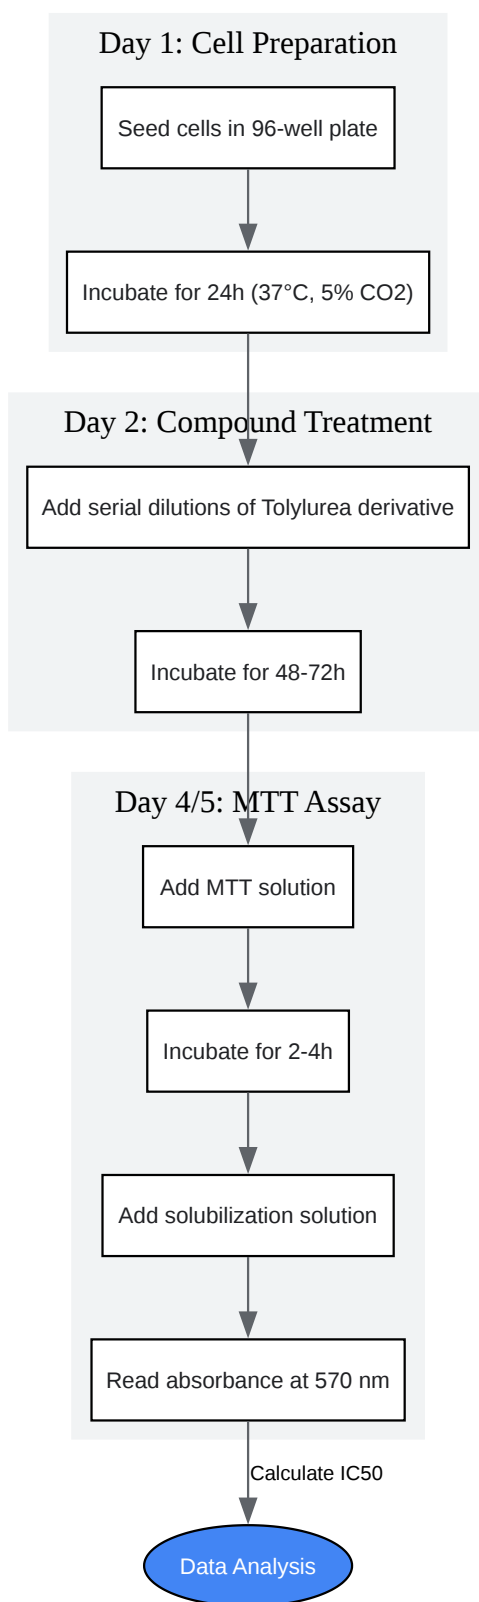 Day 1: Cell Preparation
Seed cells in 96-well plate
Incubate for 24h (37°C, 5% CO2)
Day 2: Compound Treatment
Add serial dilutions of Tolylurea derivative
Incubate for 48-72h
Day 4/5: MTT Assay
Add MTT solution
Incubate for 2-4h
Add solubilization solution
Read absorbance at 570 nm
Calculate IC50
Data Analysis